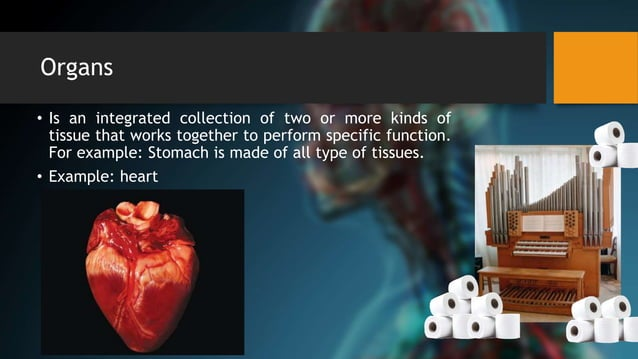 Organs
• Is an integrated collection of two or more kinds of
tissue that works together to perform specific function.
For example: Stomach is made of all type of tissues.
• Example: heart